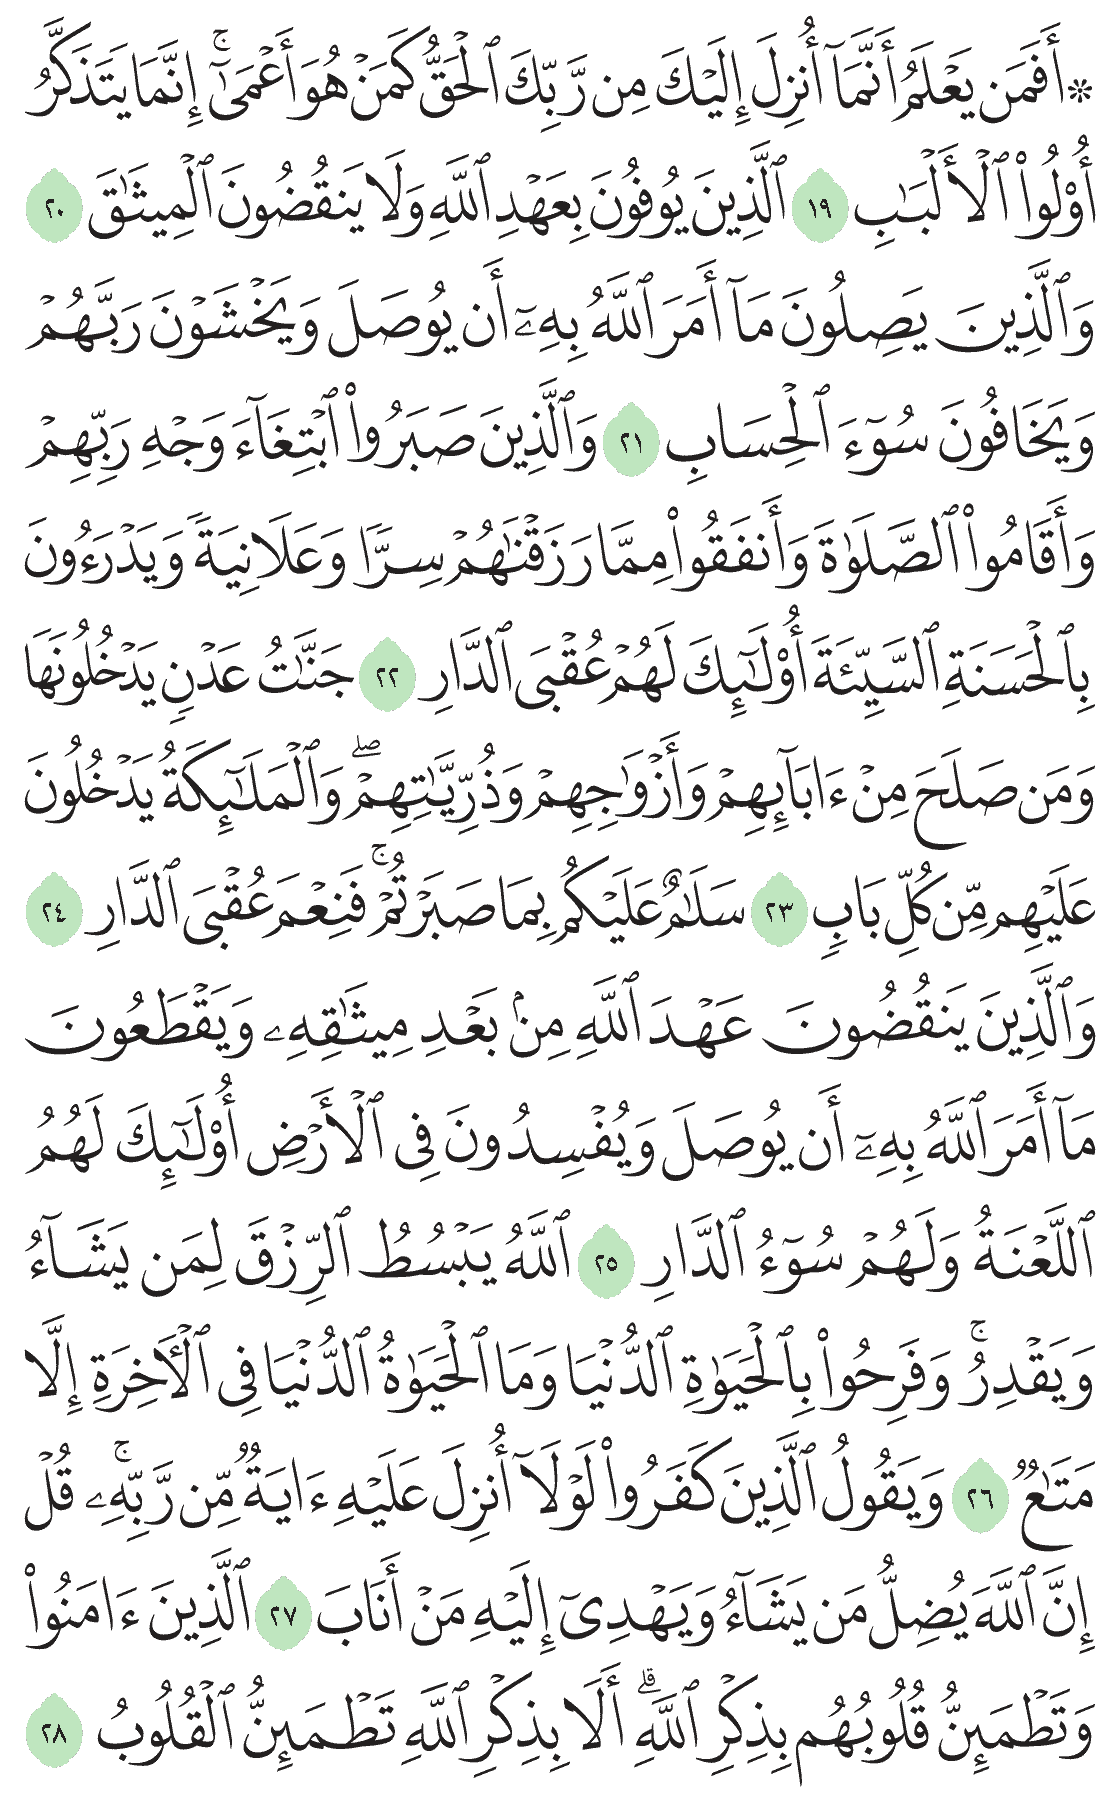 ۞ أَفَمَن يَعْلَمُ أَنَّمَآ أُنزِلَ إِلَيْكَ مِن رَّبِّكَ ٱلْحَقُّ كَمَنْ هُوَ أَعْمَىٰٓ ۚ إِنَّمَا يَتَذَكَّرُ
أُو۟لُوا۟ ٱلْأَلْبَـٰبِ ١٩ ٱلَّذِينَ يُوفُونَ بِعَهْدِ ٱللَّهِ وَلَا يَنقُضُونَ ٱلْمِيثَـٰقَ ٢٠
وَٱلَّذِينَ يَصِلُونَ مَآ أَمَرَ ٱللَّهُ بِهِۦٓ أَن يُوصَلَ وَيَخْشَوْنَ رَبَّهُمْ
وَيَخَافُونَ سُوٓءَ ٱلْحِسَابِ ٢١ وَٱلَّذِينَ صَبَرُوا۟ ٱبْتِغَآءَ وَجْهِ رَبِّهِمْ
وَأَقَامُوا۟ ٱلصَّلَوٰةَ وَأَنفَقُوا۟ مِمَّا رَزَقْنَـٰهُمْ سِرًّا وَعَلَانِيَةً وَيَدْرَءُونَ
بِٱلْحَسَنَةِ ٱلسَّيِّئَةَ أُو۟لَـٰٓئِكَ لَهُمْ عُقْبَى ٱلدَّارِ ٢٢ جَنَّـٰتُ عَدْنٍ يَدْخُلُونَهَا
وَمَن صَلَحَ مِنْ ءَابَآئِهِمْ وَأَزْوَٰجِهِمْ وَذُرِّيَّـٰتِهِمْ ۖ وَٱلْمَلَـٰٓئِكَةُ يَدْخُلُونَ
عَلَيْهِم مِّن كُلِّ بَابٍ ٢٣ سَلَـٰمٌ عَلَيْكُم بِمَا صَبَرْتُمْ ۚ فَنِعْمَ عُقْبَى ٱلدَّارِ ٢٤
وَٱلَّذِينَ يَنقُضُونَ عَهْدَ ٱللَّهِ مِنۢ بَعْدِ مِيثَـٰقِهِۦ وَيَقْطَعُونَ
مَآ أَمَرَ ٱللَّهُ بِهِۦٓ أَن يُوصَلَ وَيُفْسِدُونَ فِى ٱلْأَرْضِ أُو۟لَـٰٓئِكَ لَهُمُ
ٱللَّعْنَةُ وَلَهُمْ سُوٓءُ ٱلدَّارِ ٢٥ ٱللَّهُ يَبْسُطُ ٱلرِّزْقَ لِمَن يَشَآءُ
وَيَقْدِرُ ۚ وَفَرِحُوا۟ بِٱلْحَيَوٰةِ ٱلدُّنْيَا وَمَا ٱلْحَيَوٰةُ ٱلدُّنْيَا فِى ٱلْـَٔاخِرَةِ إِلَّا
مَتَـٰعٌ ٢٦ وَيَقُولُ ٱلَّذِينَ كَفَرُوا۟ لَوْلَآ أُنزِلَ عَلَيْهِ ءَايَةٌ مِّن رَّبِّهِۦ ۚ قُلْ
إِنَّ ٱللَّهَ يُضِلُّ مَن يَشَآءُ وَيَهْدِىٓ إِلَيْهِ مَنْ أَنَابَ ٢٧ ٱلَّذِينَ ءَامَنُوا۟
وَتَطْمَئِنُّ قُلُوبُهُم بِذِكْرِ ٱللَّهِ ۗ أَلَا بِذِكْرِ ٱللَّهِ تَطْمَئِنُّ ٱلْقُلُوبُ ٢٨